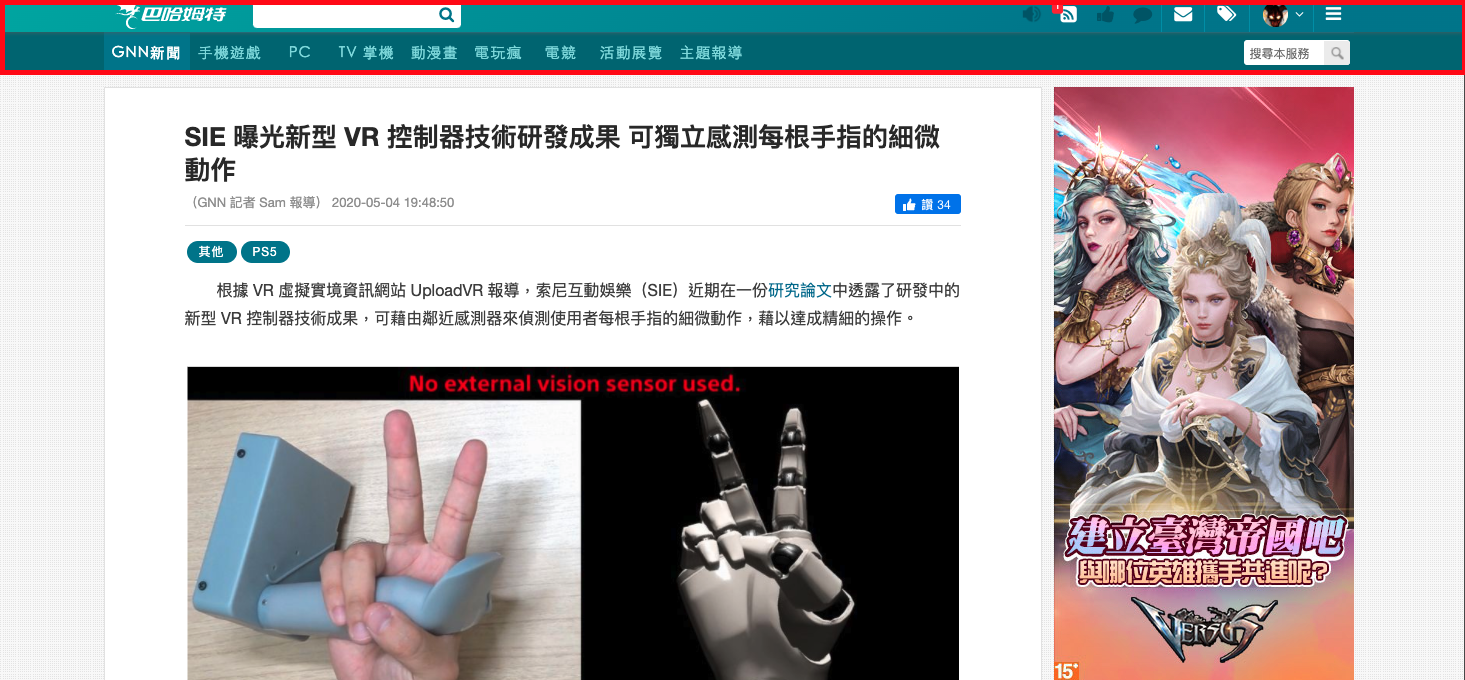 巴哈姆特
1
GNN新聞 手機遊戲 PC TV 掌機 動漫畫 電玩瘋 電競 活動展覽 主題報導 搜尋本服務
SIE 曝光新型 VR 控制器技術研發成果 可獨立感測每根手指的細微
動作
（GNN 記者 Sam 報導） 2020-05-04 19:48:50
讚 34
其他 PS5
根據 VR 虛擬實境資訊網站 UploadVR 報導，索尼互動娛樂（SIE）近期在一份研究論文中透露了研發中的
新型 VR 控制器技術成果，可藉由鄰近感測器來偵測使用者每根手指的細微動作，藉以達成精細的操作。
No external vision sensor used.
建立臺灣帝國吧
與哪位英雄攜手共進呢?
VERSUS
15+